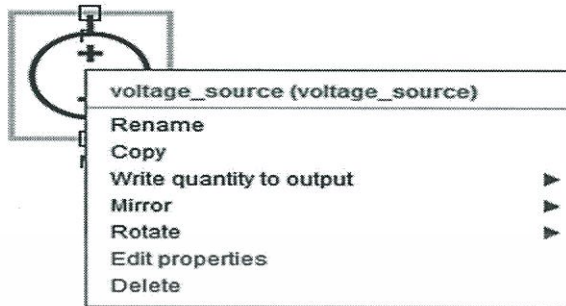 voltage_source (voltage_source)
Rename
Copy
Write quantity to output
Mirror
Rotate
Edit properties
Delete